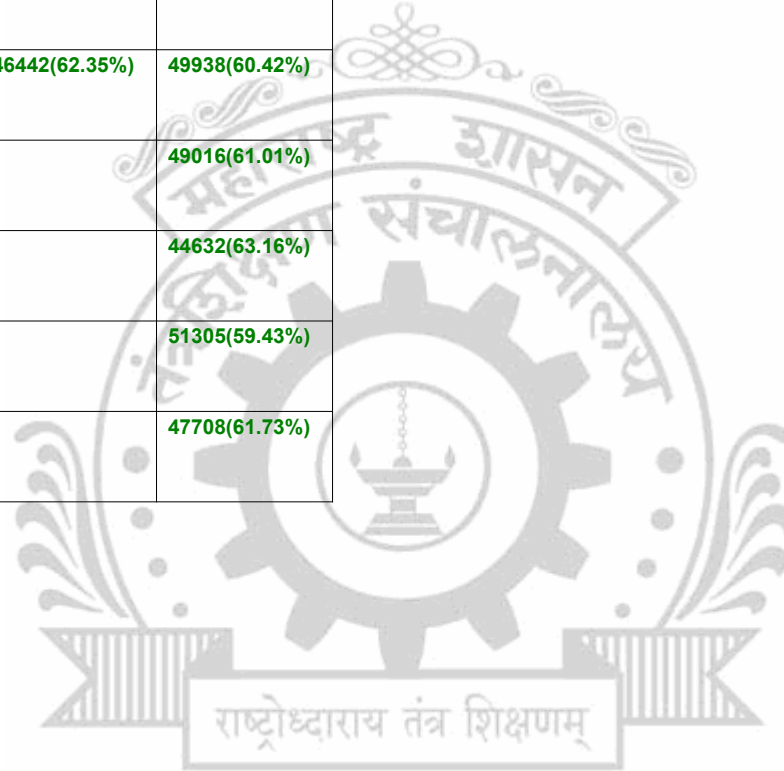 46442(62.35%) 49938(60.42%)
49016(61.01%)
44632(63.16%)
51305(59.43%)
47708(61.73%)
महाराष्ट्र शासन
तंत्रशिक्षण संचालनालय
राष्ट्रोध्दाराय तंत्र शिक्षणम्